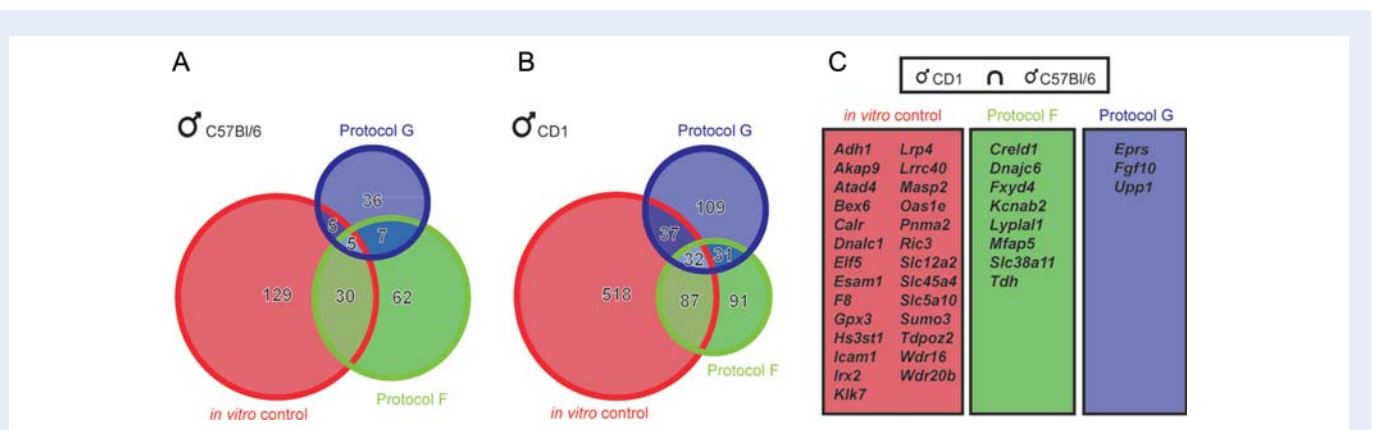 A
♂ C57Bl/6
Protocol G
36
5
5
7
129
30
62
Protocol F
in vitro control
B
♂ CD1
Protocol G
109
37
32
31
518
87
91
Protocol F
in vitro control
C
♂ CD1 ∩ ♂ C57Bl/6
in vitro control
Adh1 Lrp4
Akap9 Lrrc40
Atad4 Masp2
Bex6 Oas1e
Calr Pnma2
Dnalc1 Ric3
Elf5 Slc12a2
Esam1 Slc45a4
F8 Slc5a10
Gpx3 Sumo3
Hs3st1 Tdpoz2
Icam1 Wdr16
Irx2 Wdr20b
Klk7
Protocol F
Creld1
Dnajc6
Fxyd4
Kcnab2
Lyplal1
Mfap5
Slc38a11
Tdh
Protocol G
Eprs
Fgf10
Upp1